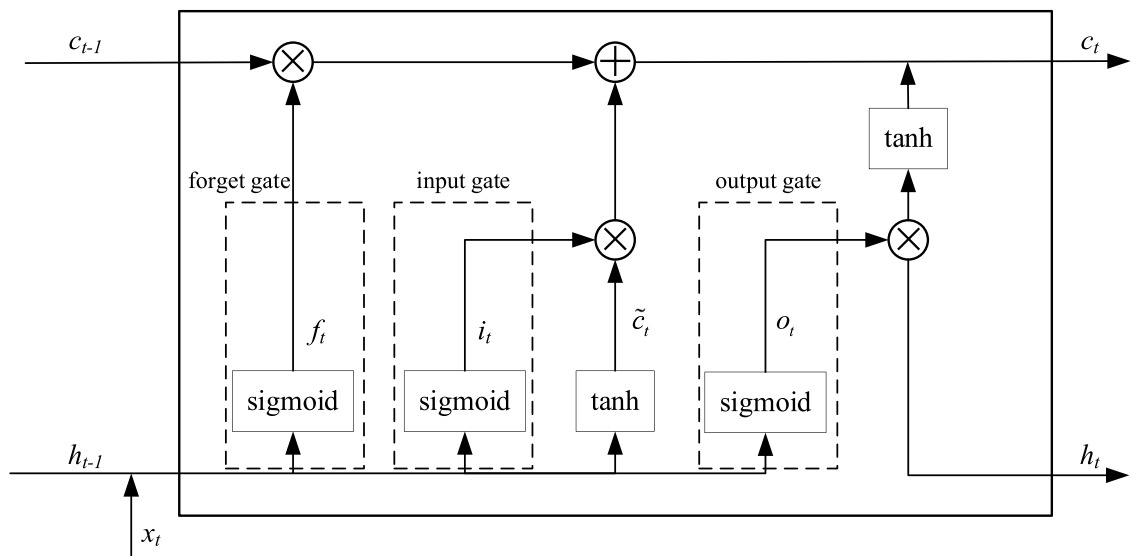 c_{t-1}
c_t
tanh
forget gate
input gate
output gate
f_t
i_t
c̃_t
o_t
sigmoid
sigmoid
tanh
sigmoid
h_{t-1}
h_t
x_t